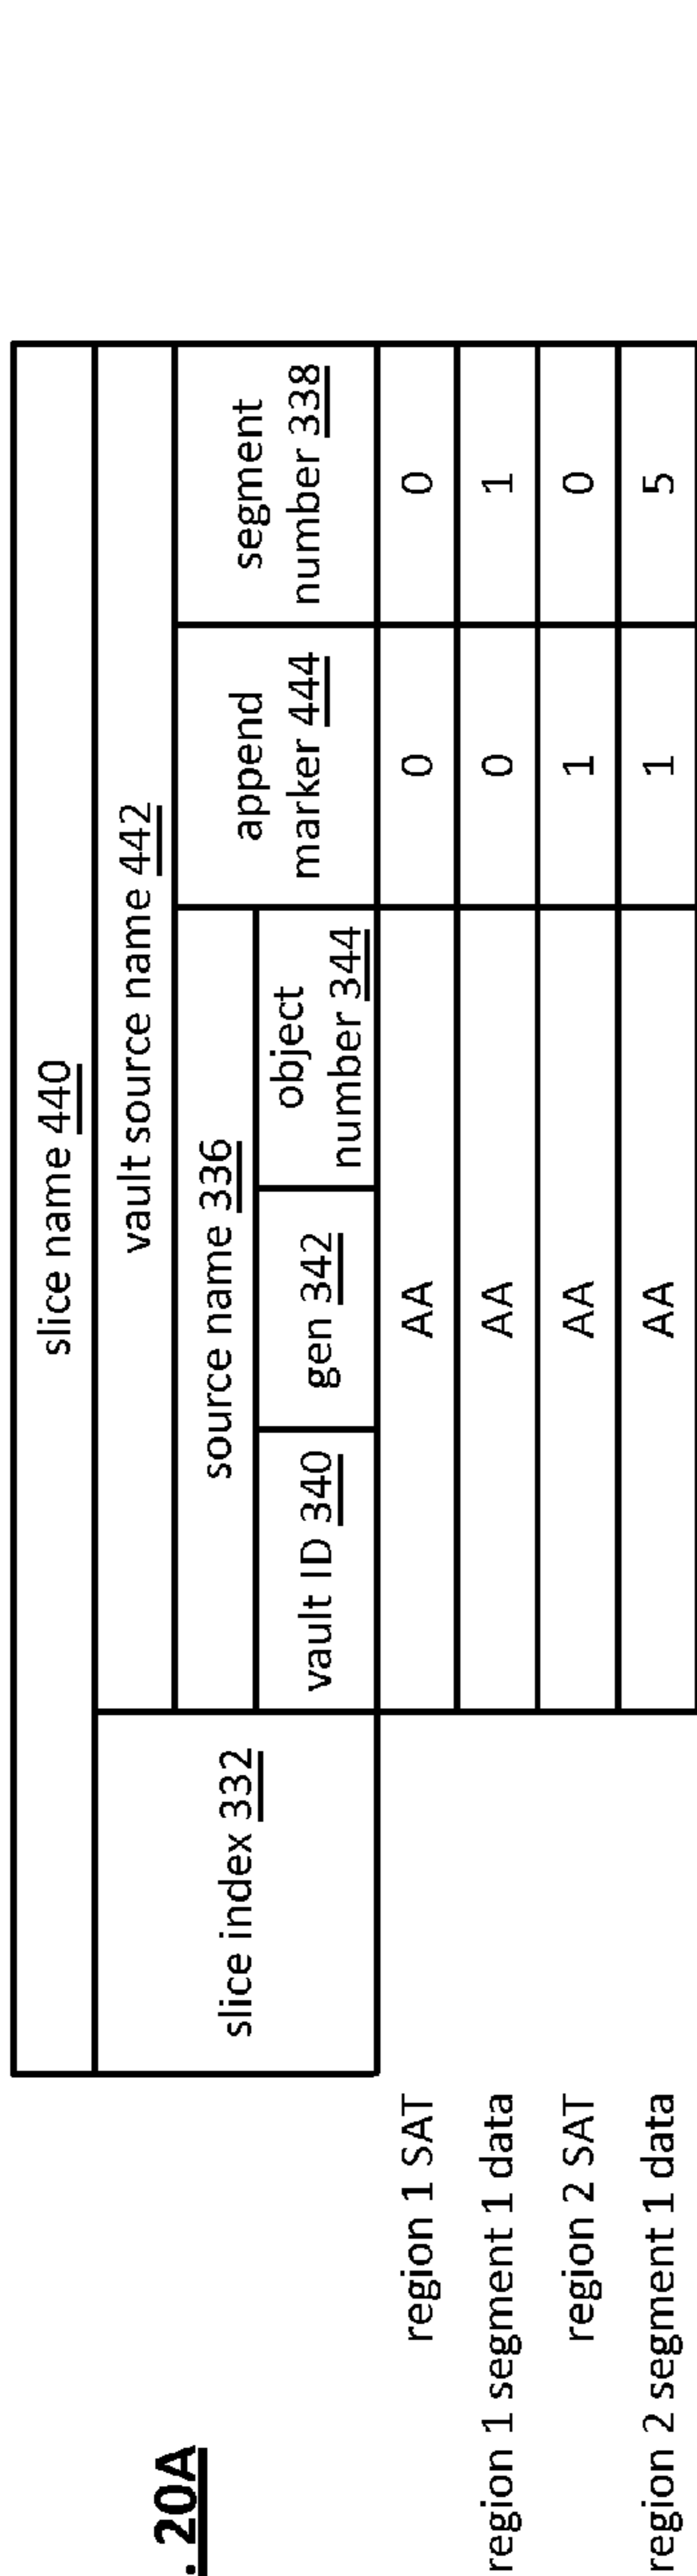 . 20A
slice name 440
slice index 332
vault source name 442
source name 336
append
marker 444
segment
number 338
vault ID 340
gen 342
object
number 344
region 1 SAT AA 0 0
region 1 segment 1 data AA 0 1
region 2 SAT AA 1 0
region 2 segment 1 data AA 1 5